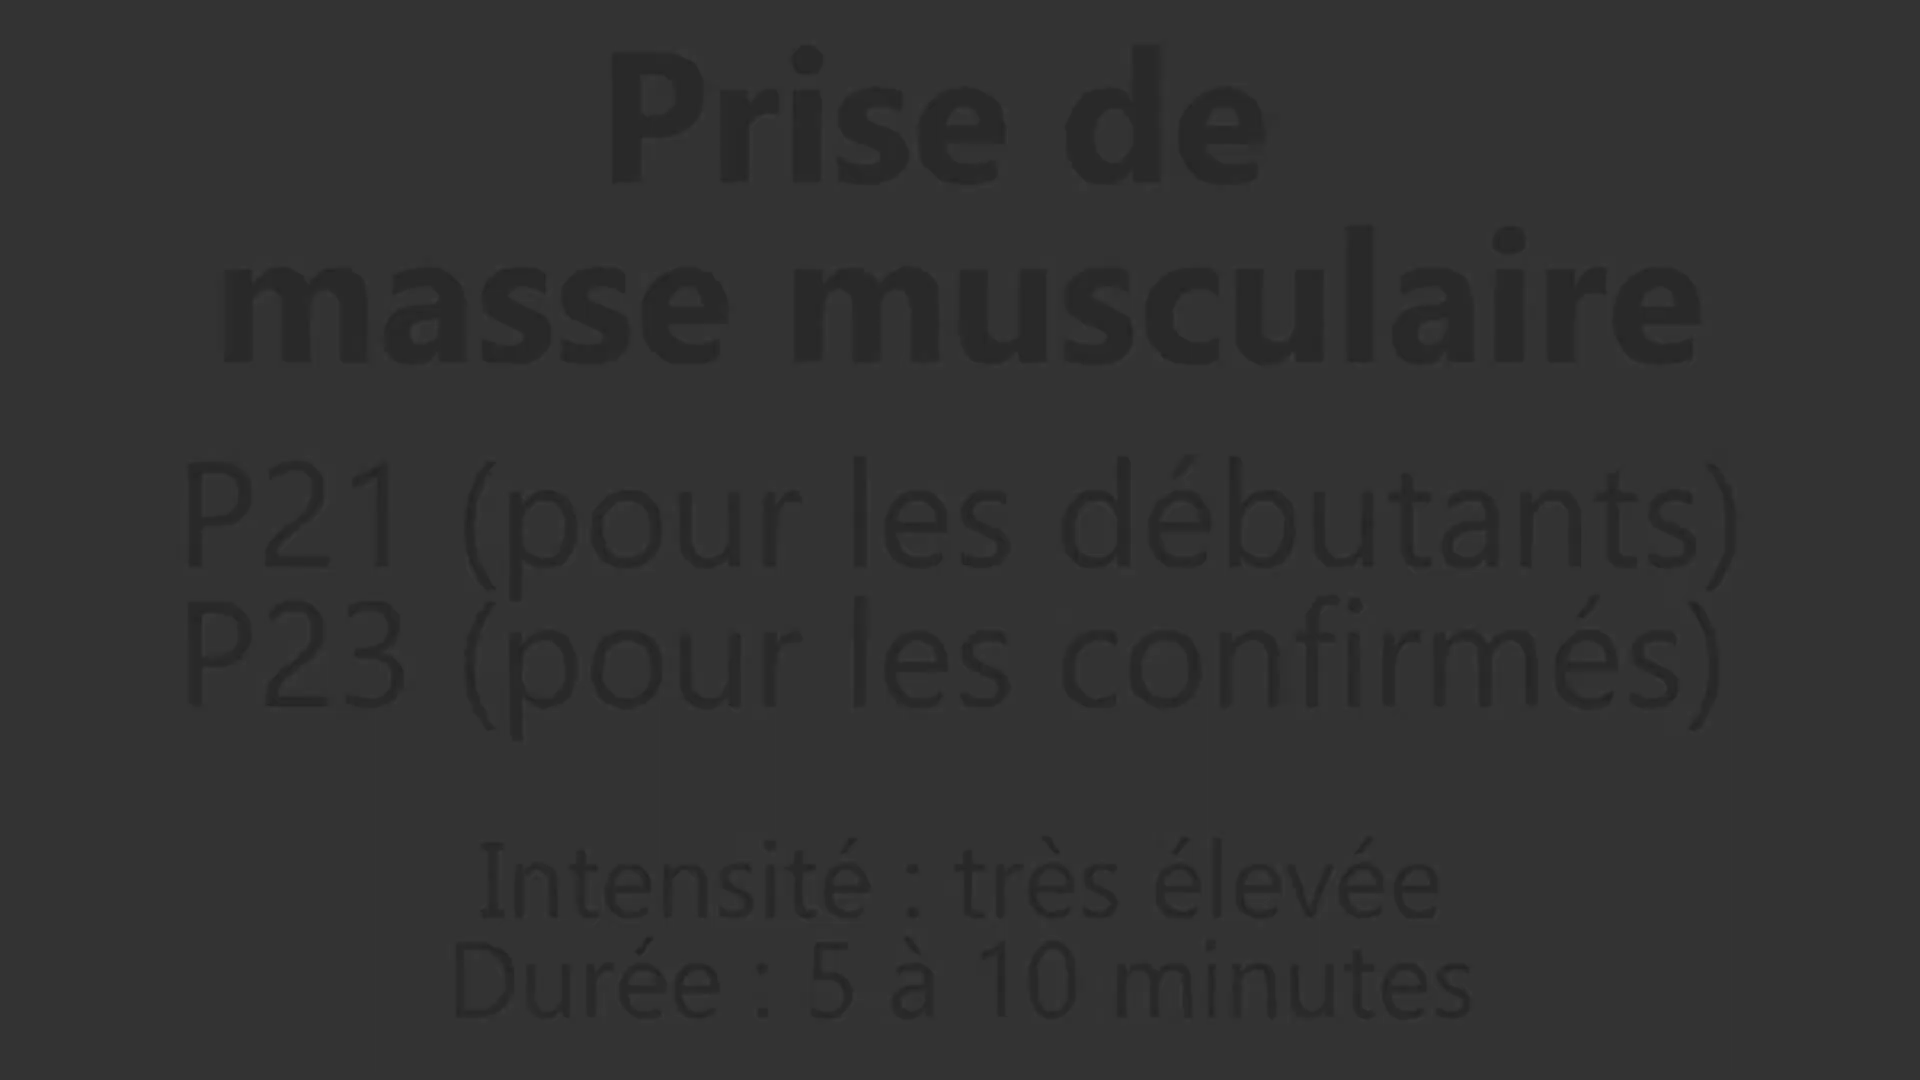 Prise de
masse musculaire
P21 (pour les débutants)
P23 (pour les confirmés)
Intensité : très élevée
Durée : 5 à 10 minutes